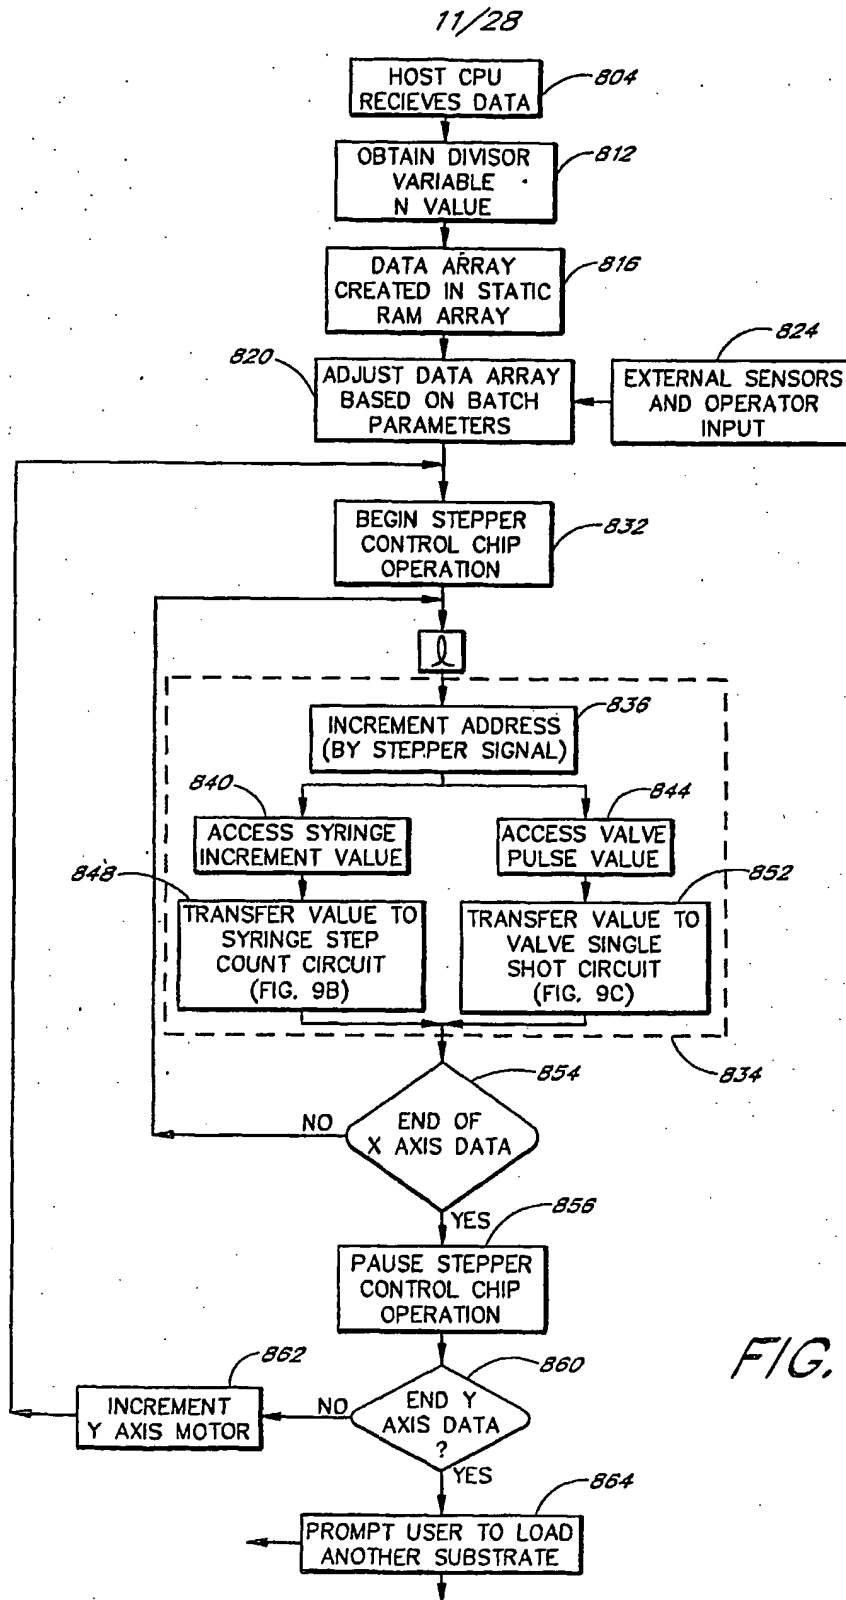 11/28
HOST CPU
RECIEVES DATA
804
OBTAIN DIVISOR
VARIABLE
N VALUE
812
DATA ARRAY
CREATED IN STATIC
RAM ARRAY
816
820
ADJUST DATA ARRAY
BASED ON BATCH
PARAMETERS
824
EXTERNAL SENSORS
AND OPERATOR
INPUT
BEGIN STEPPER
CONTROL CHIP
OPERATION
832
l
INCREMENT ADDRESS
(BY STEPPER SIGNAL)
836
840
ACCESS SYRINGE
INCREMENT VALUE
844
ACCESS VALVE
PULSE VALUE
848
TRANSFER VALUE TO
SYRINGE STEP
COUNT CIRCUIT
(FIG. 9B)
852
TRANSFER VALUE TO
VALVE SINGLE
SHOT CIRCUIT
(FIG. 9C)
834
854
END OF
X AXIS DATA
NO
YES
856
PAUSE STEPPER
CONTROL CHIP
OPERATION
860
END Y
AXIS DATA
?
NO
862
INCREMENT
Y AXIS MOTOR
YES
864
PROMPT USER TO LOAD
ANOTHER SUBSTRATE
FIG.